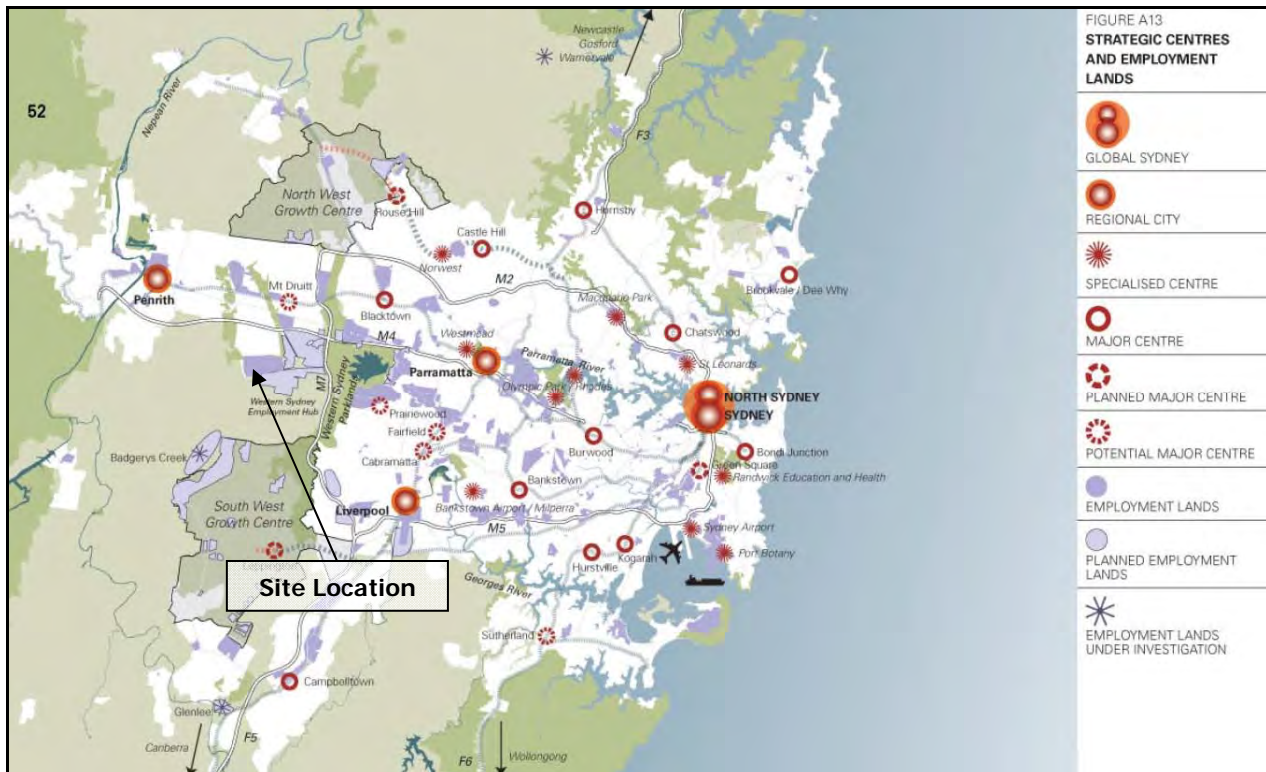 52
Nepean River
Newcastle
Gosford
Warnervale
F3
North West
Growth Centre
Rouse Hill
Hornsby
Castle Hill
Norwest
M2
Brookvale / Dee Why
Penrith
Mt Druitt
Blacktown
Macquarie Park
Chatswood
M4
Westmead
Parramatta
Parramatta River
St Leonards
Olympic Park / Rhodes
M7
Western Sydney
Parklands
Western Sydney
Employment Hub
NORTH SYDNEY
SYDNEY
Prairiewood
Fairfield
Cabramatta
Burwood
Bondi Junction
Green Square
Randwick Education and Health
Badgerys Creek
South West
Growth Centre
Liverpool
Bankstown
Bankstown Airport / Milperra
M5
Sydney Airport
Port Botany
Kogarah
Hurstville
Leppington
Site Location
Georges River
Sutherland
Campbelltown
Glenlee
Canberra
F5
F6
Wollongong
FIGURE A13
STRATEGIC CENTRES
AND EMPLOYMENT
LANDS
GLOBAL SYDNEY
REGIONAL CITY
SPECIALISED CENTRE
MAJOR CENTRE
PLANNED MAJOR CENTRE
POTENTIAL MAJOR CENTRE
EMPLOYMENT LANDS
PLANNED EMPLOYMENT
LANDS
EMPLOYMENT LANDS
UNDER INVESTIGATION